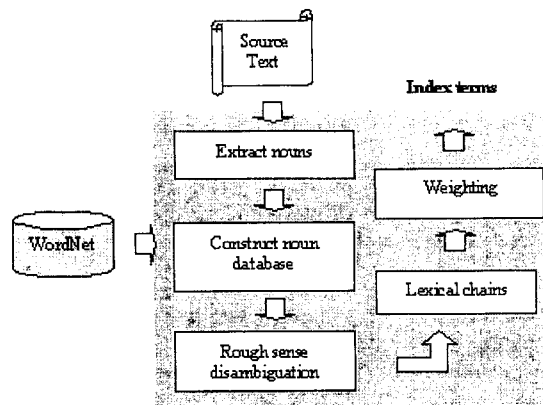 Source
Text
Index terms
Extract nouns
Weighting
WordNet
Construct noun
database
Lexical chains
Rough sense
disambiguation